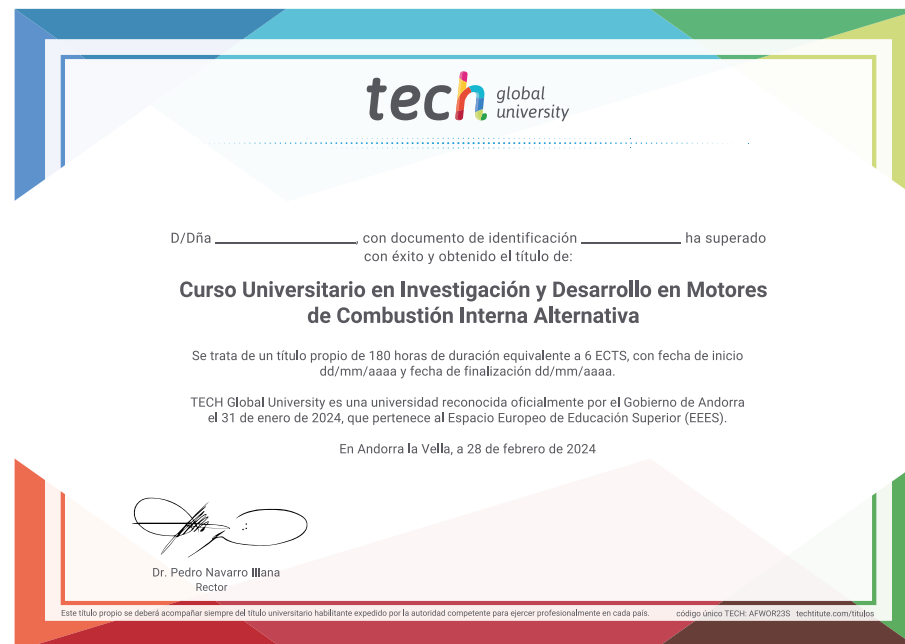 tech global university
D/Dña ____________________, con documento de identificación ______________ ha superado
con éxito y obtenido el título de:
Curso Universitario en Investigación y Desarrollo en Motores
de Combustión Interna Alternativa
Se trata de un título propio de 180 horas de duración equivalente a 6 ECTS, con fecha de inicio
dd/mm/aaaa y fecha de finalización dd/mm/aaaa.
TECH Global University es una universidad reconocida oficialmente por el Gobierno de Andorra
el 31 de enero de 2024, que pertenece al Espacio Europeo de Educación Superior (EEES).
En Andorra la Vella, a 28 de febrero de 2024
Dr. Pedro Navarro Illana
Rector
Este título propio se deberá acompañar siempre del título universitario habilitante expedido por la autoridad competente para ejercer profesionalmente en cada país. código único TECH: AFWOR23S techtitute.com/titulos